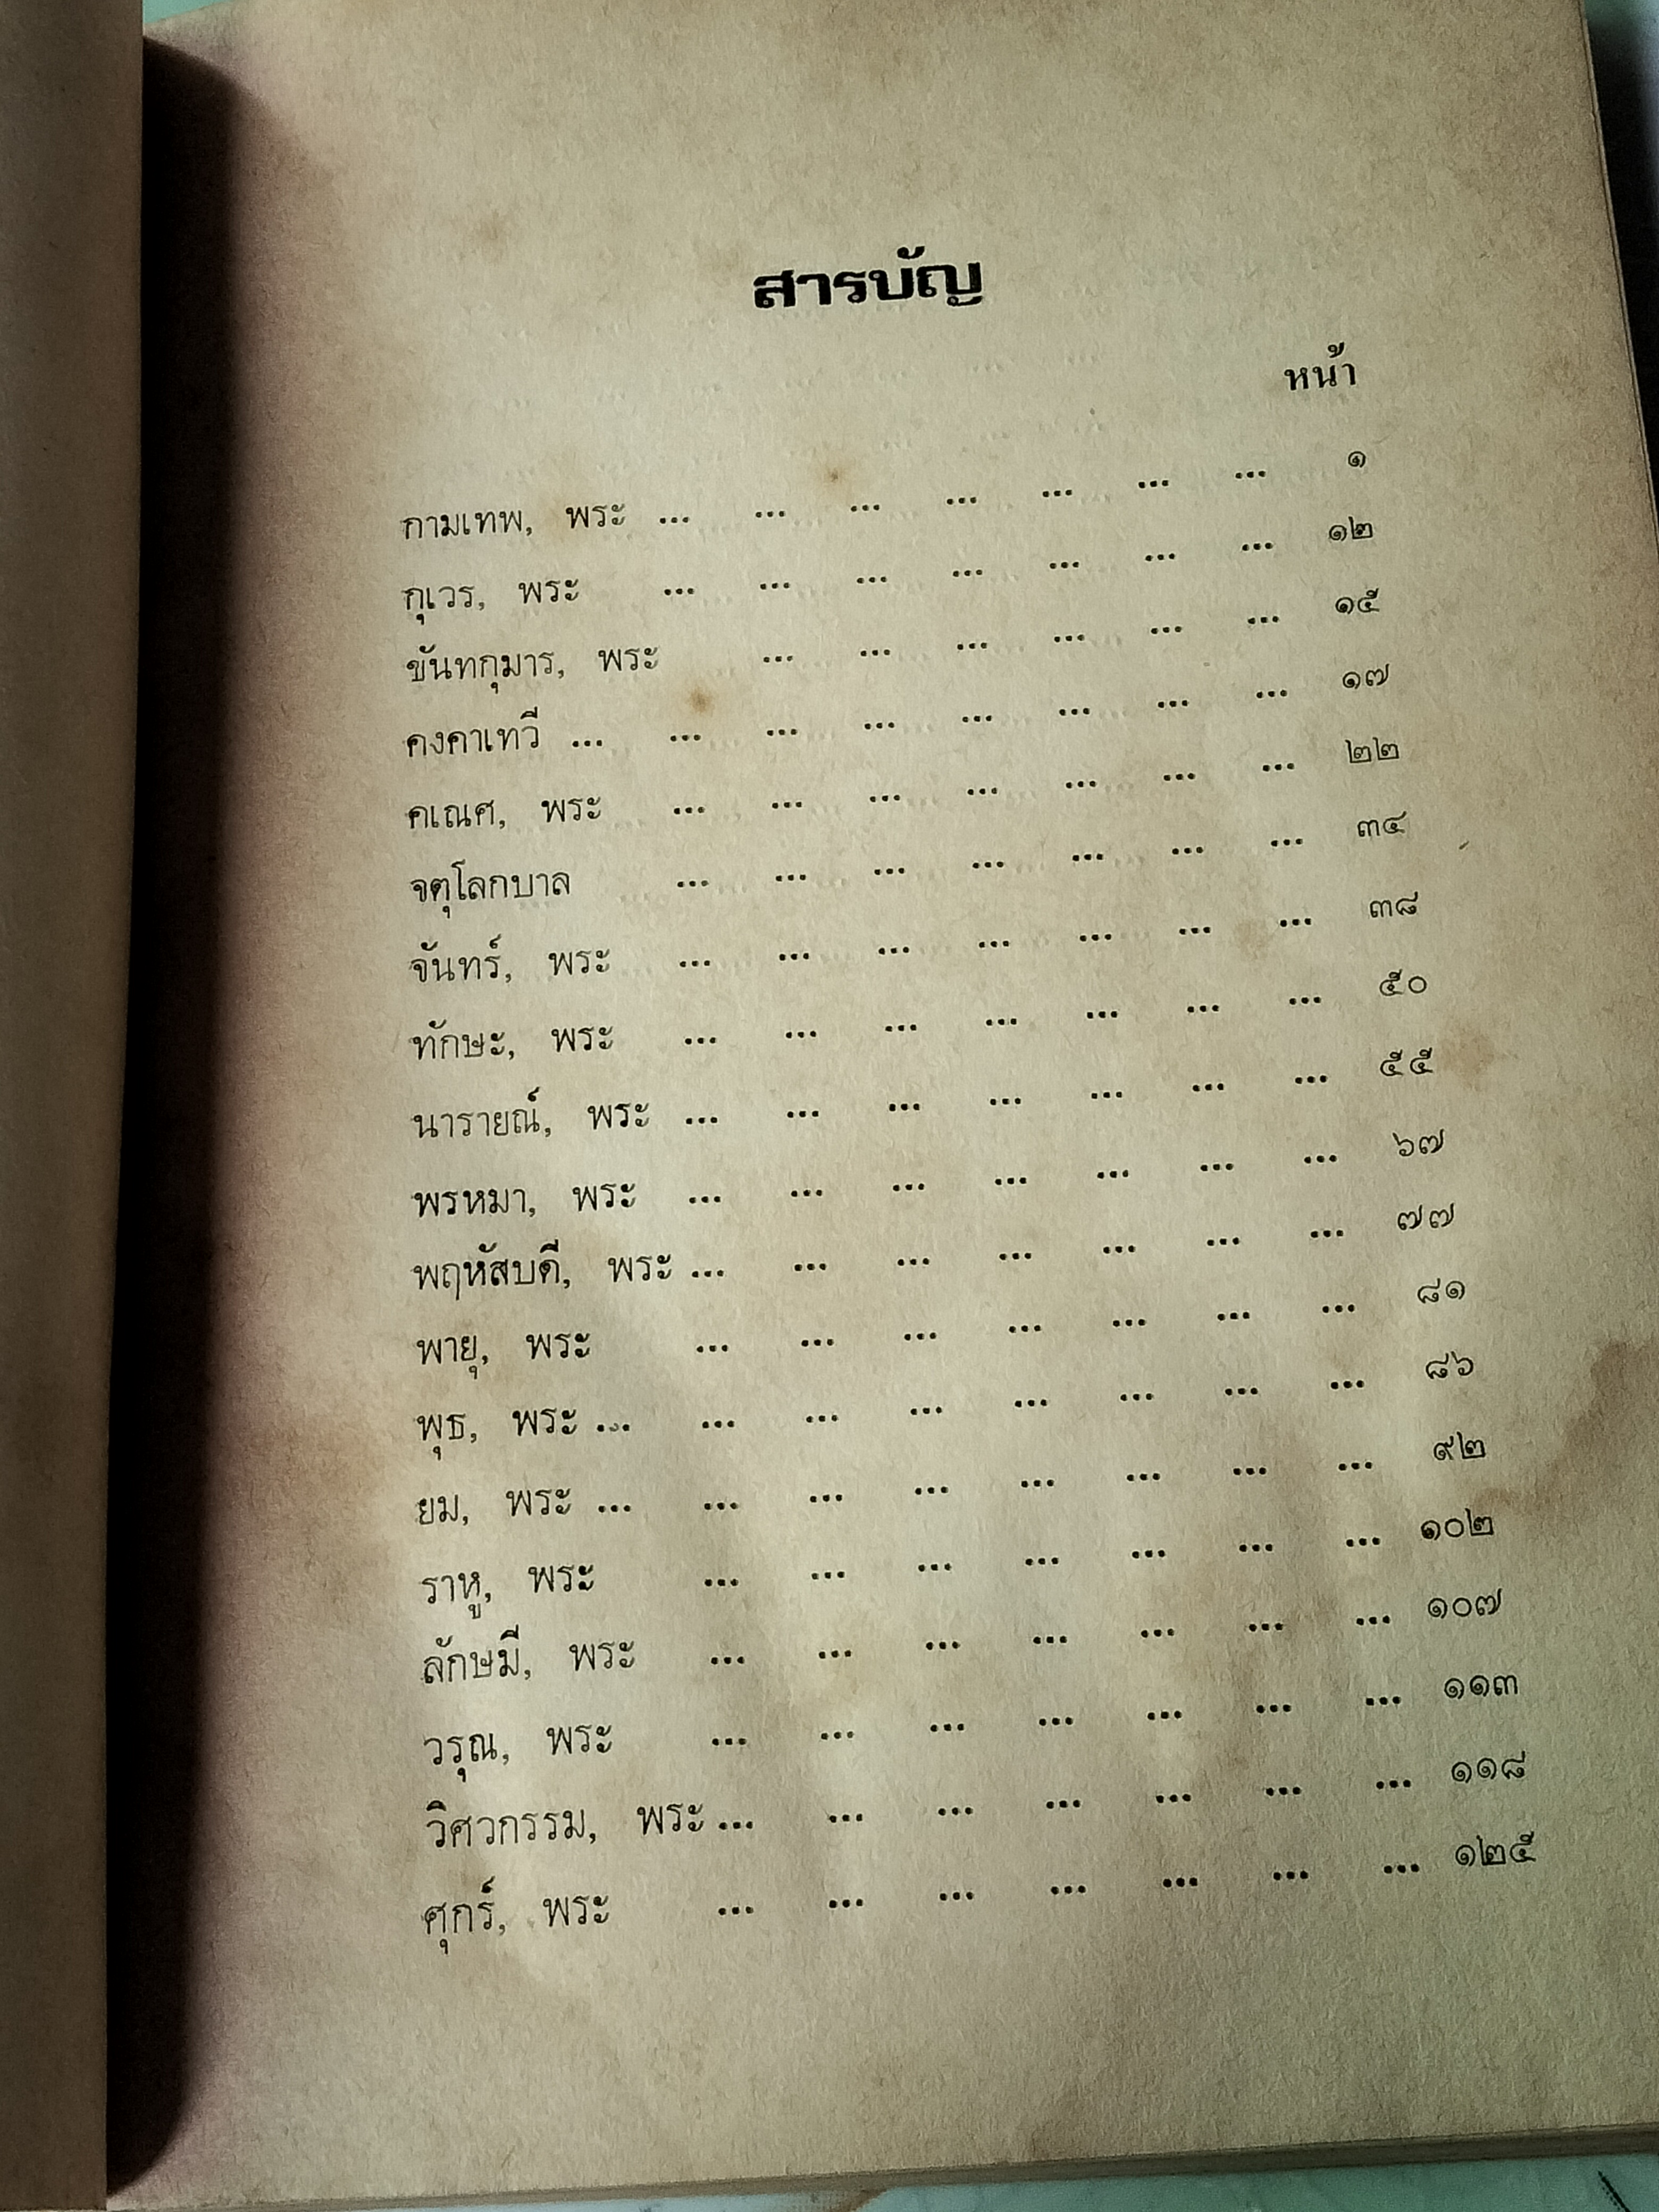 สารบัญ
หน้า
กามเทพ, พระ ... ... ... ... ... ... ... ๑
กุเวร, พระ ... ... ... ... ... ... ... ๑๒
ขันทกุมาร, พระ ... ... ... ... ... ... ๑๕
คงคาเทวี ... ... ... ... ... ... ... ... ๑๗
คเณศ, พระ ... ... ... ... ... ... ... ๒๒
จตุโลกบาล ... ... ... ... ... ... ... ๓๔
จันทร์, พระ ... ... ... ... ... ... ... ๓๘
ทักษะ, พระ ... ... ... ... ... ... ... ๕๐
นารายณ์, พระ ... ... ... ... ... ... ... ๕๕
พรหมา, พระ ... ... ... ... ... ... ... ๖๗
พฤหัสบดี, พระ ... ... ... ... ... ... ... ๗๗
พายุ, พระ ... ... ... ... ... ... ... ๘๑
พุธ, พระ ... ... ... ... ... ... ... ... ๘๖
ยม, พระ ... ... ... ... ... ... ... ... ๙๒
ราหู, พระ ... ... ... ... ... ... ... ๑๐๒
ลักษมี, พระ ... ... ... ... ... ... ... ๑๐๗
วรุณ, พระ ... ... ... ... ... ... ... ๑๑๓
วิศวกรรม, พระ ... ... ... ... ... ... ... ๑๑๘
ศุกร์, พระ ... ... ... ... ... ... ... ๑๒๕